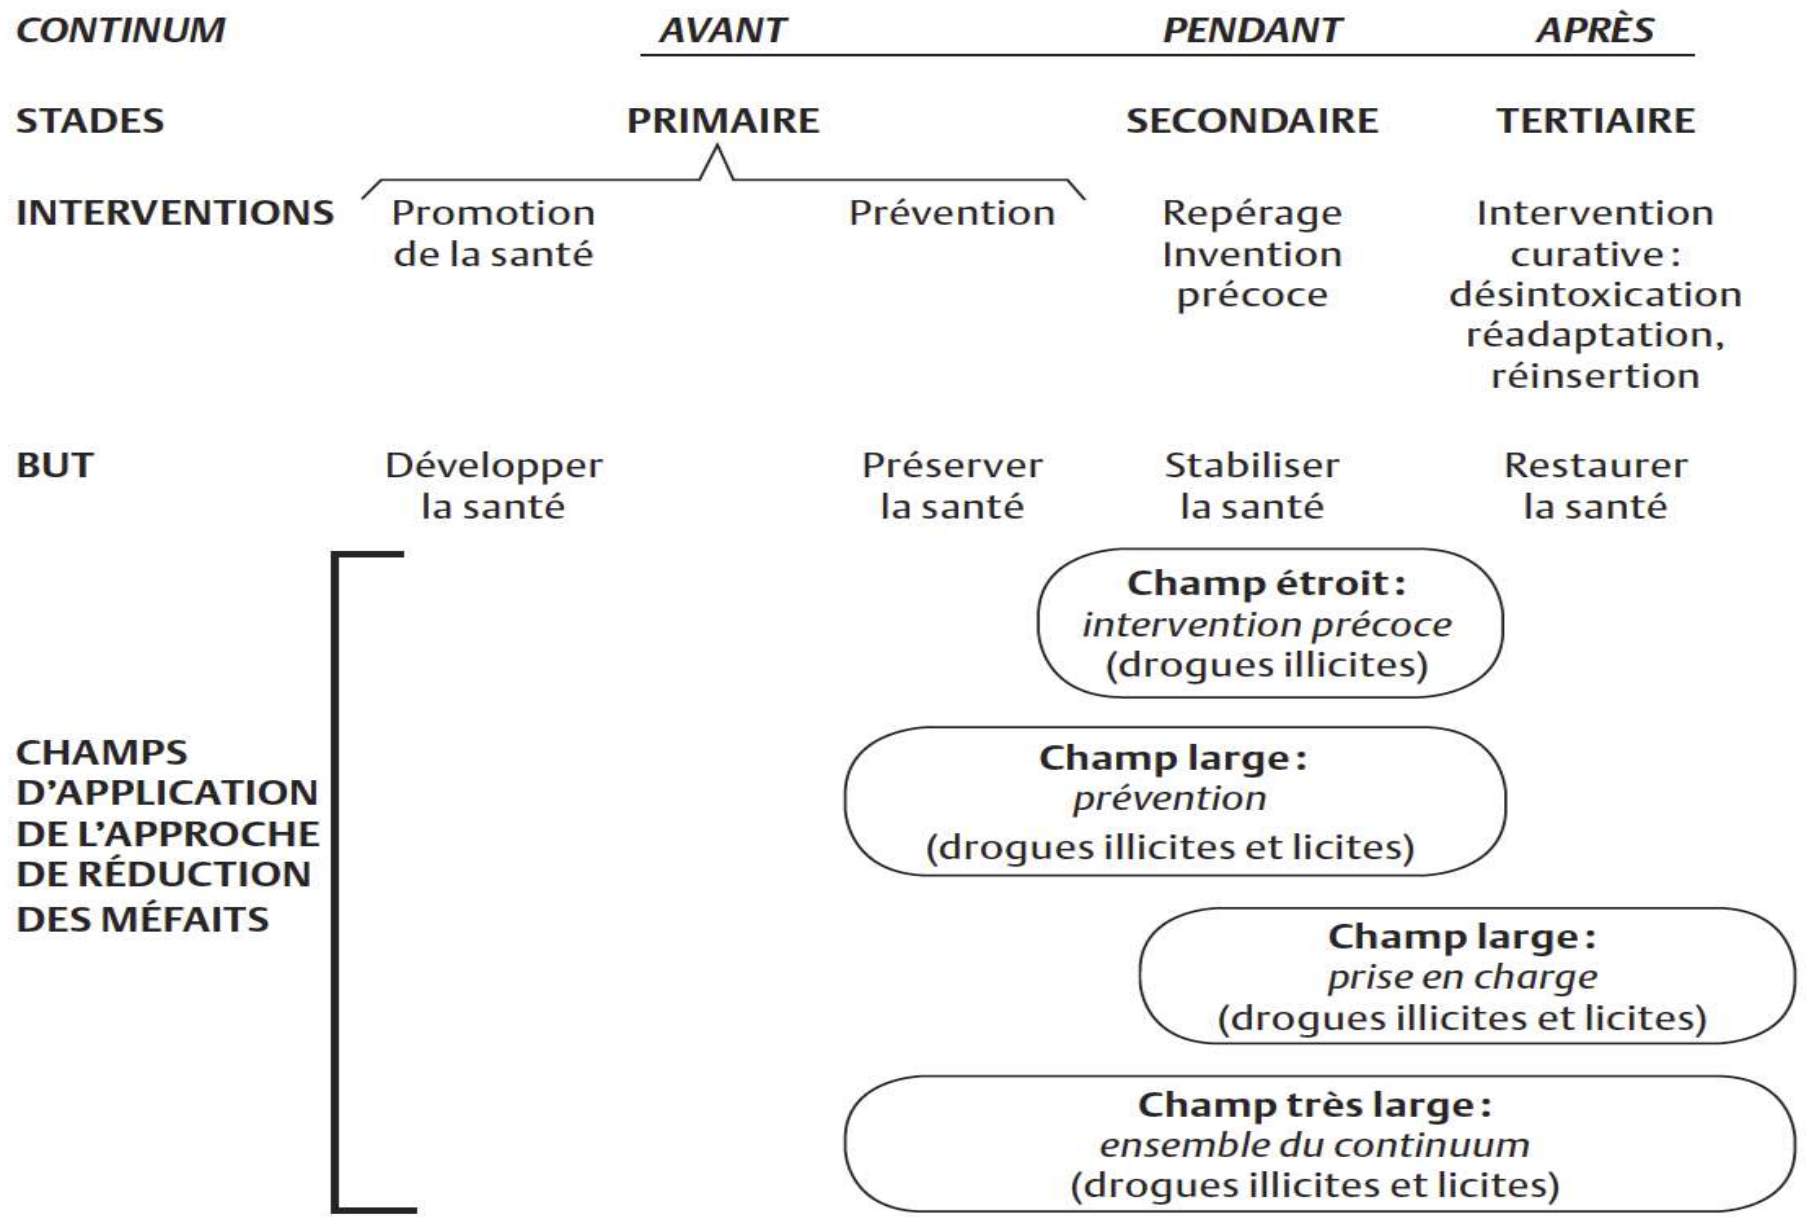 CONTINUM AVANT PENDANT APRÈS
STADES PRIMAIRE SECONDAIRE TERTIAIRE
INTERVENTIONS Promotion Prévention Repérage Intervention
de la santé Invention curative :
précoce désintoxication
réadaptation,
réinsertion
BUT Développer Préserver Stabiliser Restaurer
la santé la santé la santé la santé
Champ étroit :
intervention précoce
(drogues illicites)
CHAMPS
D’APPLICATION
DE L’APPROCHE
DE RÉDUCTION
DES MÉFAITS
Champ large :
prévention
(drogues illicites et licites)
Champ large :
prise en charge
(drogues illicites et licites)
Champ très large :
ensemble du continuum
(drogues illicites et licites)